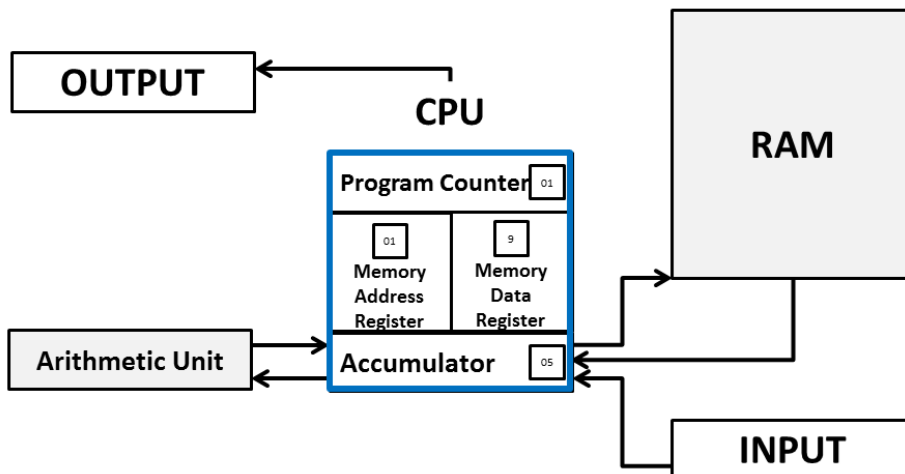 OUTPUT
CPU
RAM
Program Counter 01
01
Memory
Address
Register
9
Memory
Data
Register
Arithmetic Unit
Accumulator 05
INPUT